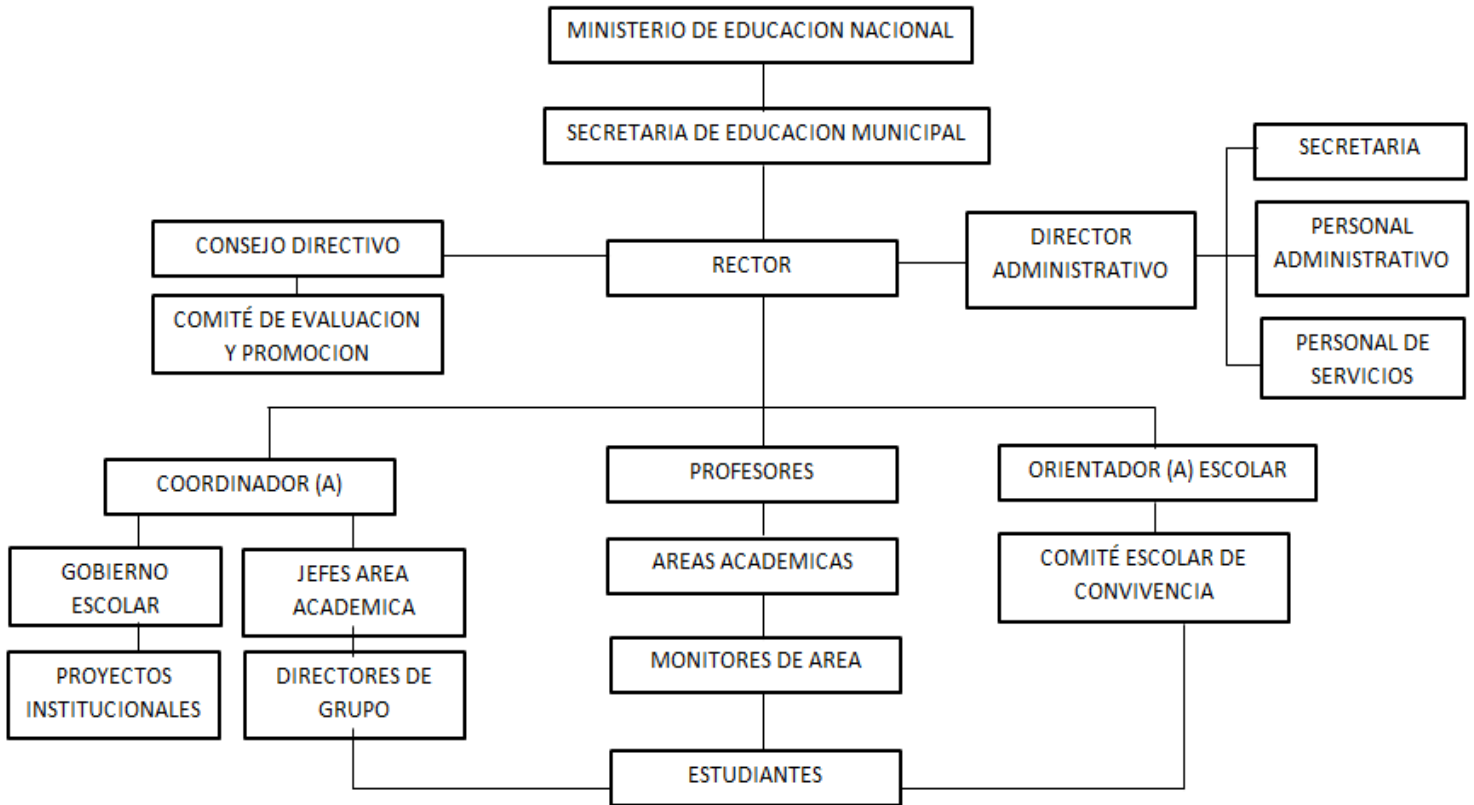 MINISTERIO DE EDUCACION NACIONAL
SECRETARIA DE EDUCACION MUNICIPAL
SECRETARIA
CONSEJO DIRECTIVO
RECTOR
DIRECTOR
ADMINISTRATIVO
PERSONAL
ADMINISTRATIVO
COMITÉ DE EVALUACION
Y PROMOCION
PERSONAL DE
SERVICIOS
COORDINADOR (A)
PROFESORES
ORIENTADOR (A) ESCOLAR
GOBIERNO
ESCOLAR
JEFES AREA
ACADEMICA
AREAS ACADEMICAS
COMITÉ ESCOLAR DE
CONVIVENCIA
PROYECTOS
INSTITUCIONALES
DIRECTORES DE
GRUPO
MONITORES DE AREA
ESTUDIANTES